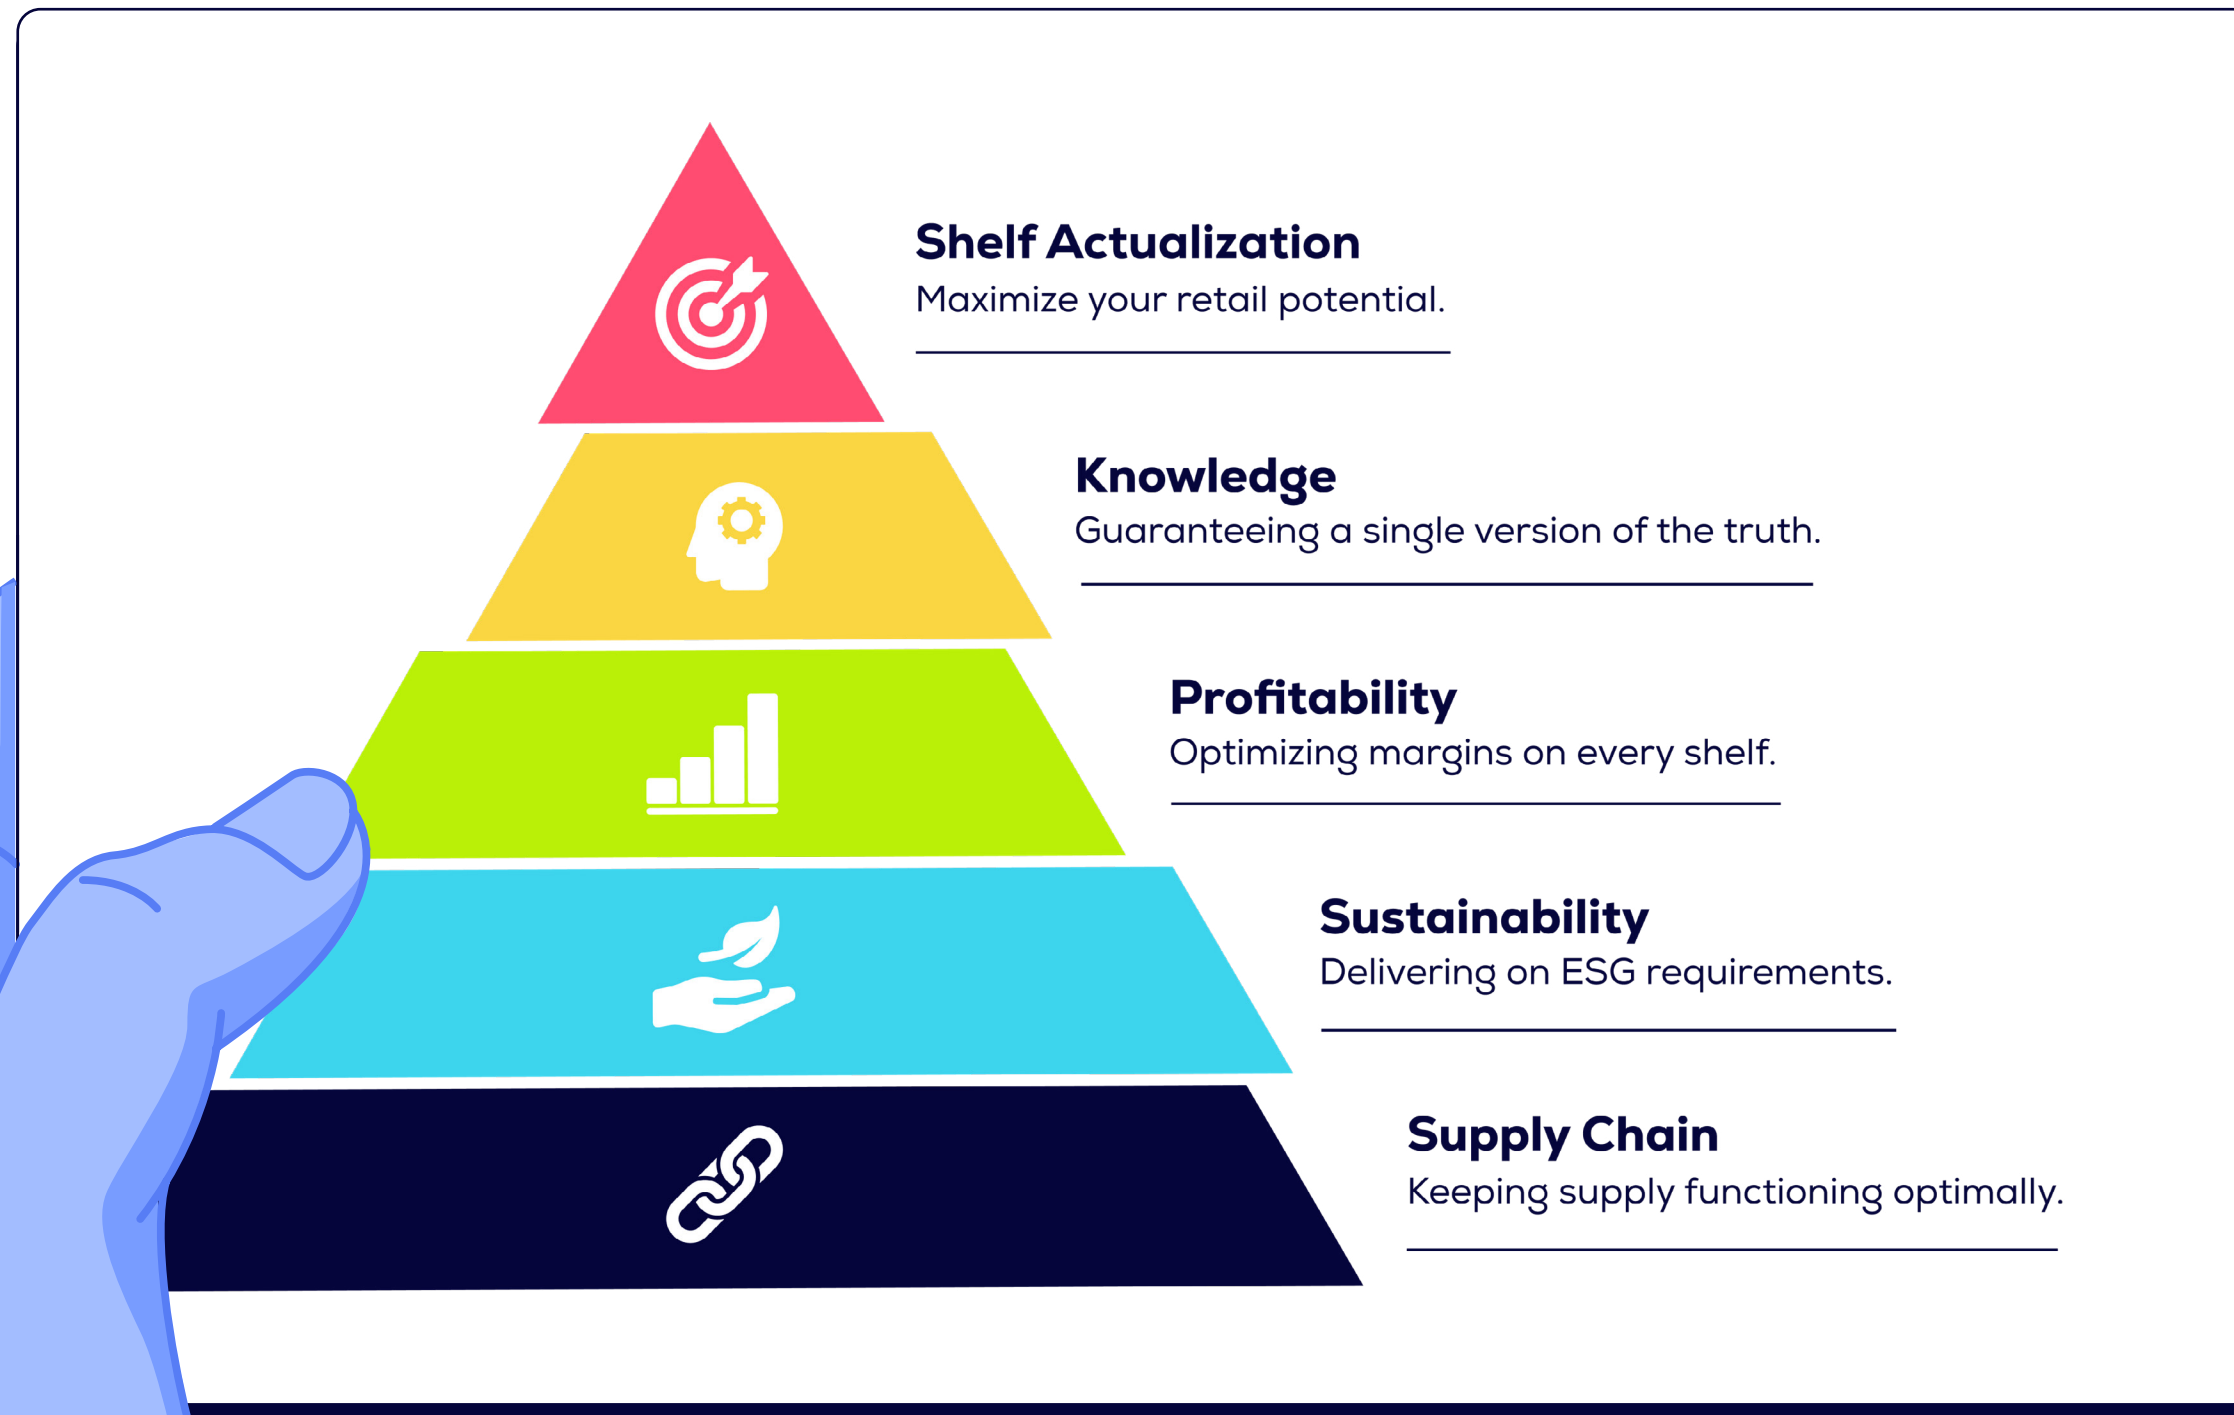 Shelf Actualization
Maximize your retail potential.
Knowledge
Guaranteeing a single version of the truth.
Profitability
Optimizing margins on every shelf.
Sustainability
Delivering on ESG requirements.
Supply Chain
Keeping supply functioning optimally.